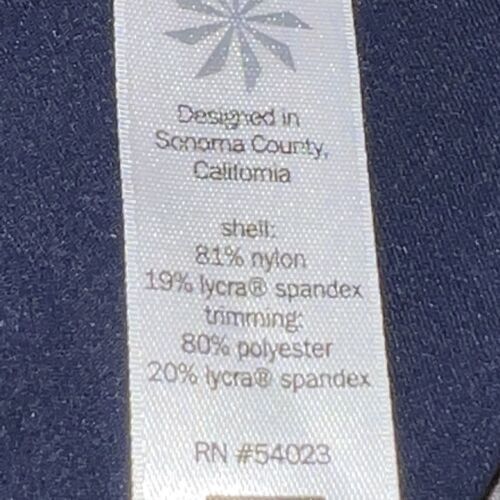 Designed in
Sonoma County,
California
shell:
81% nylon
19% lycra® spandex
trimming:
80% polyester
20% lycra® spandex
RN #54023